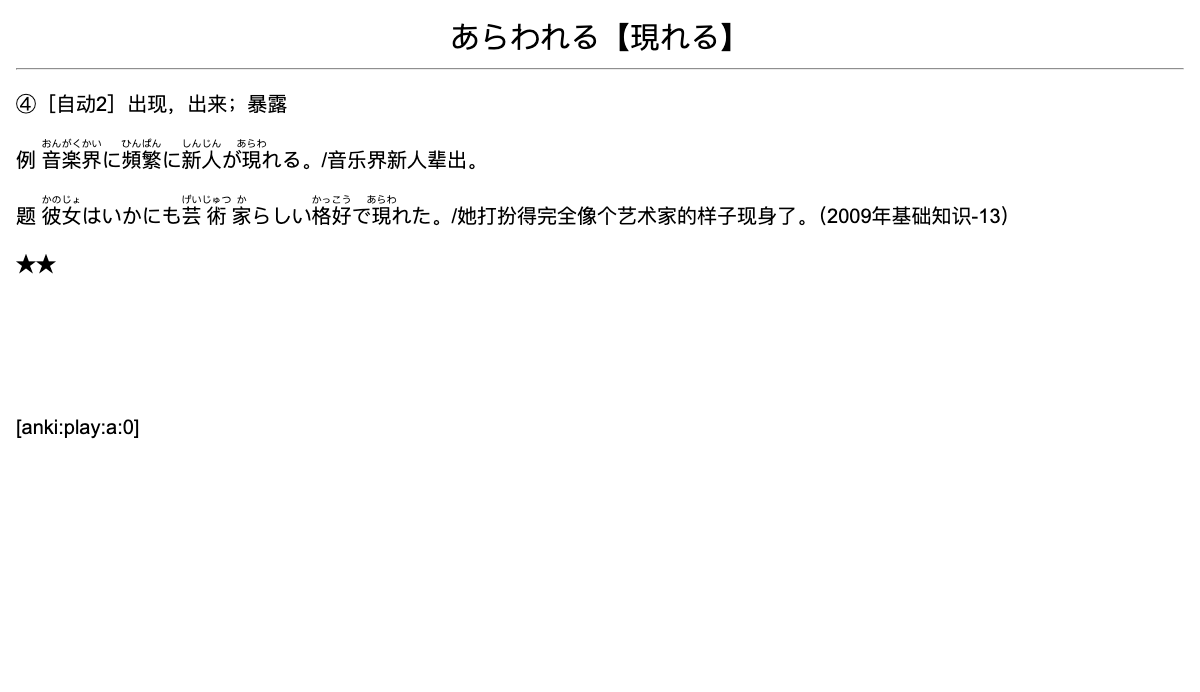 あらわれる【現れる】
④［自动2］出现，出来；暴露
おんがくかい ひんぱん しんじん あらわ
例 音楽界に頻繁に新人が現れる。/音乐界新人辈出。
かのじょ げいじゅつ か かっこう あらわ
题 彼女はいかにも芸術家らしい格好で現れた。/她打扮得完全像个艺术家的样子现身了。（2009年基础知识-13）
★★
[anki:play:a:0]